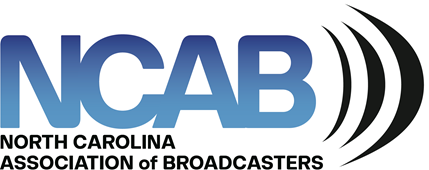 NCAB
NORTH CAROLINA
ASSOCIATION of BROADCASTERS